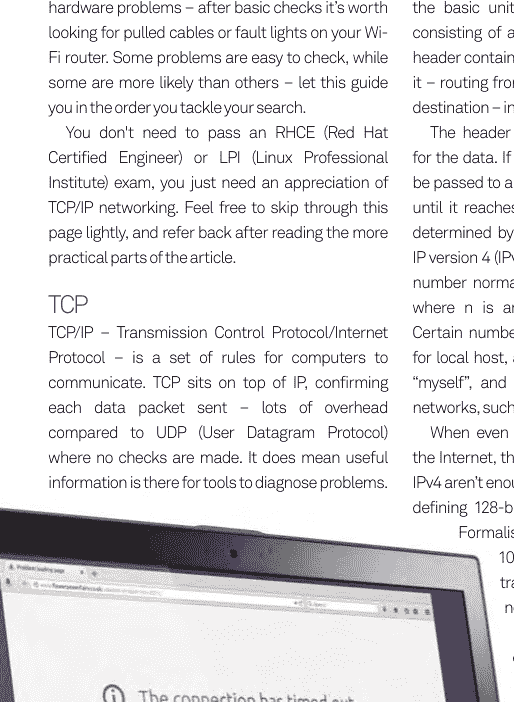 hardware problems – after basic checks it's worth
looking for pulled cables or fault lights on your Wi-
Fi router. Some problems are easy to check, while
some are more likely than others – let this guide
you in the order you tackle your search.
You don't need to pass an RHCE (Red Hat
Certified Engineer) or LPI (Linux Professional
Institute) exam, you just need an appreciation of
TCP/IP networking. Feel free to skip through this
page lightly, and refer back after reading the more
practical parts of the article.
TCP
TCP/IP – Transmission Control Protocol/Internet
Protocol – is a set of rules for computers to
communicate. TCP sits on top of IP, confirming
each data packet sent – lots of overhead
compared to UDP (User Datagram Protocol)
where no checks are made. It does mean useful
information is there for tools to diagnose problems.
the basic unit
consisting of a
header contain
it – routing from
destination – in
The header
for the data. If
be passed to a
until it reaches
determined by
IP version 4 (IPv
number norma
where n is an
Certain numbe
for local host, a
"myself", and
networks, such
When even
the Internet, th
IPv4 aren't enou
defining 128-b
Formalis
10
tra
n
Problem loading page
The connection has timed out